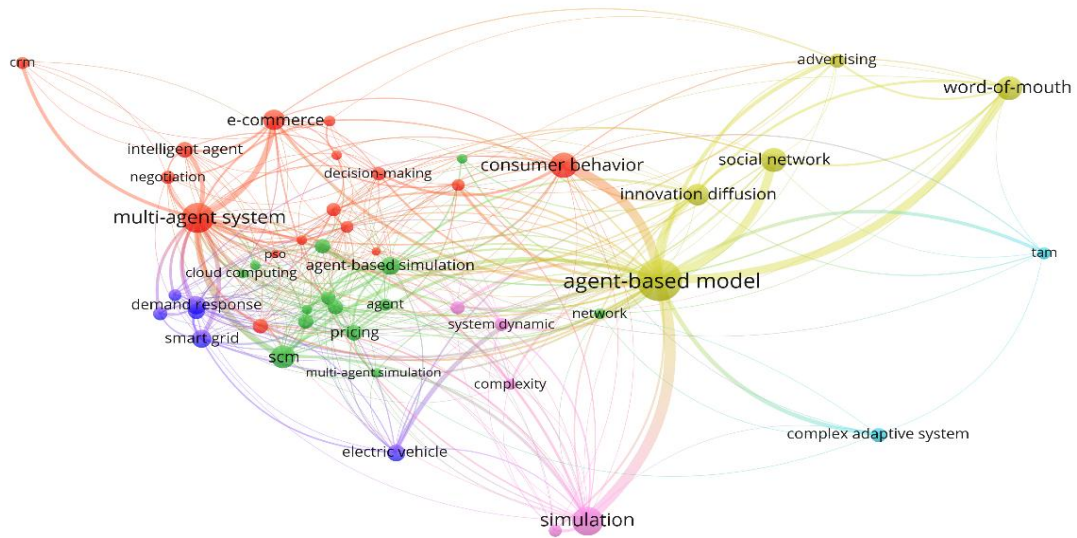 crm
advertising
word-of-mouth
e-commerce
intelligent agent
decision-making
consumer behavior
social network
negotiation
innovation diffusion
multi-agent system
pso
cloud computing
agent-based simulation
tam
agent-based model
demand response
agent
network
smart grid
pricing
system dynamic
scm
multi-agent simulation
complexity
complex adaptive system
electric vehicle
simulation